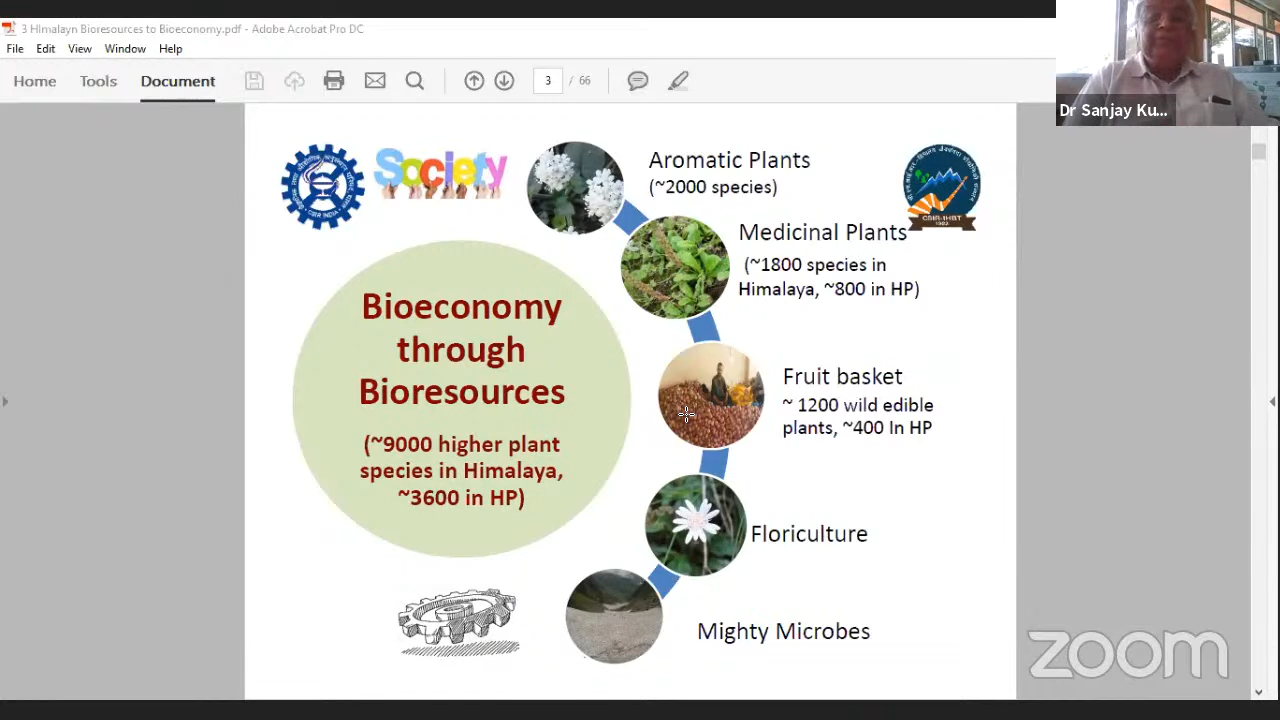 3 HImalayn Bioresources to Bioeconomy.pdf - Adobe Acrobat Pro DC
File Edit View Window Help
Home Tools Document 3 / 66
Dr Sanjay Ku...
Society
CSIR INDIA
Aromatic Plants
(~2000 species)
CSIR-IHBT
Medicinal Plants
(~1800 species in
Himalaya, ~800 in HP)
Bioeconomy
through
Bioresources
(~9000 higher plant
species in Himalaya,
~3600 in HP)
Fruit basket
~ 1200 wild edible
plants, ~400 In HP
Floriculture
Mighty Microbes
zoom